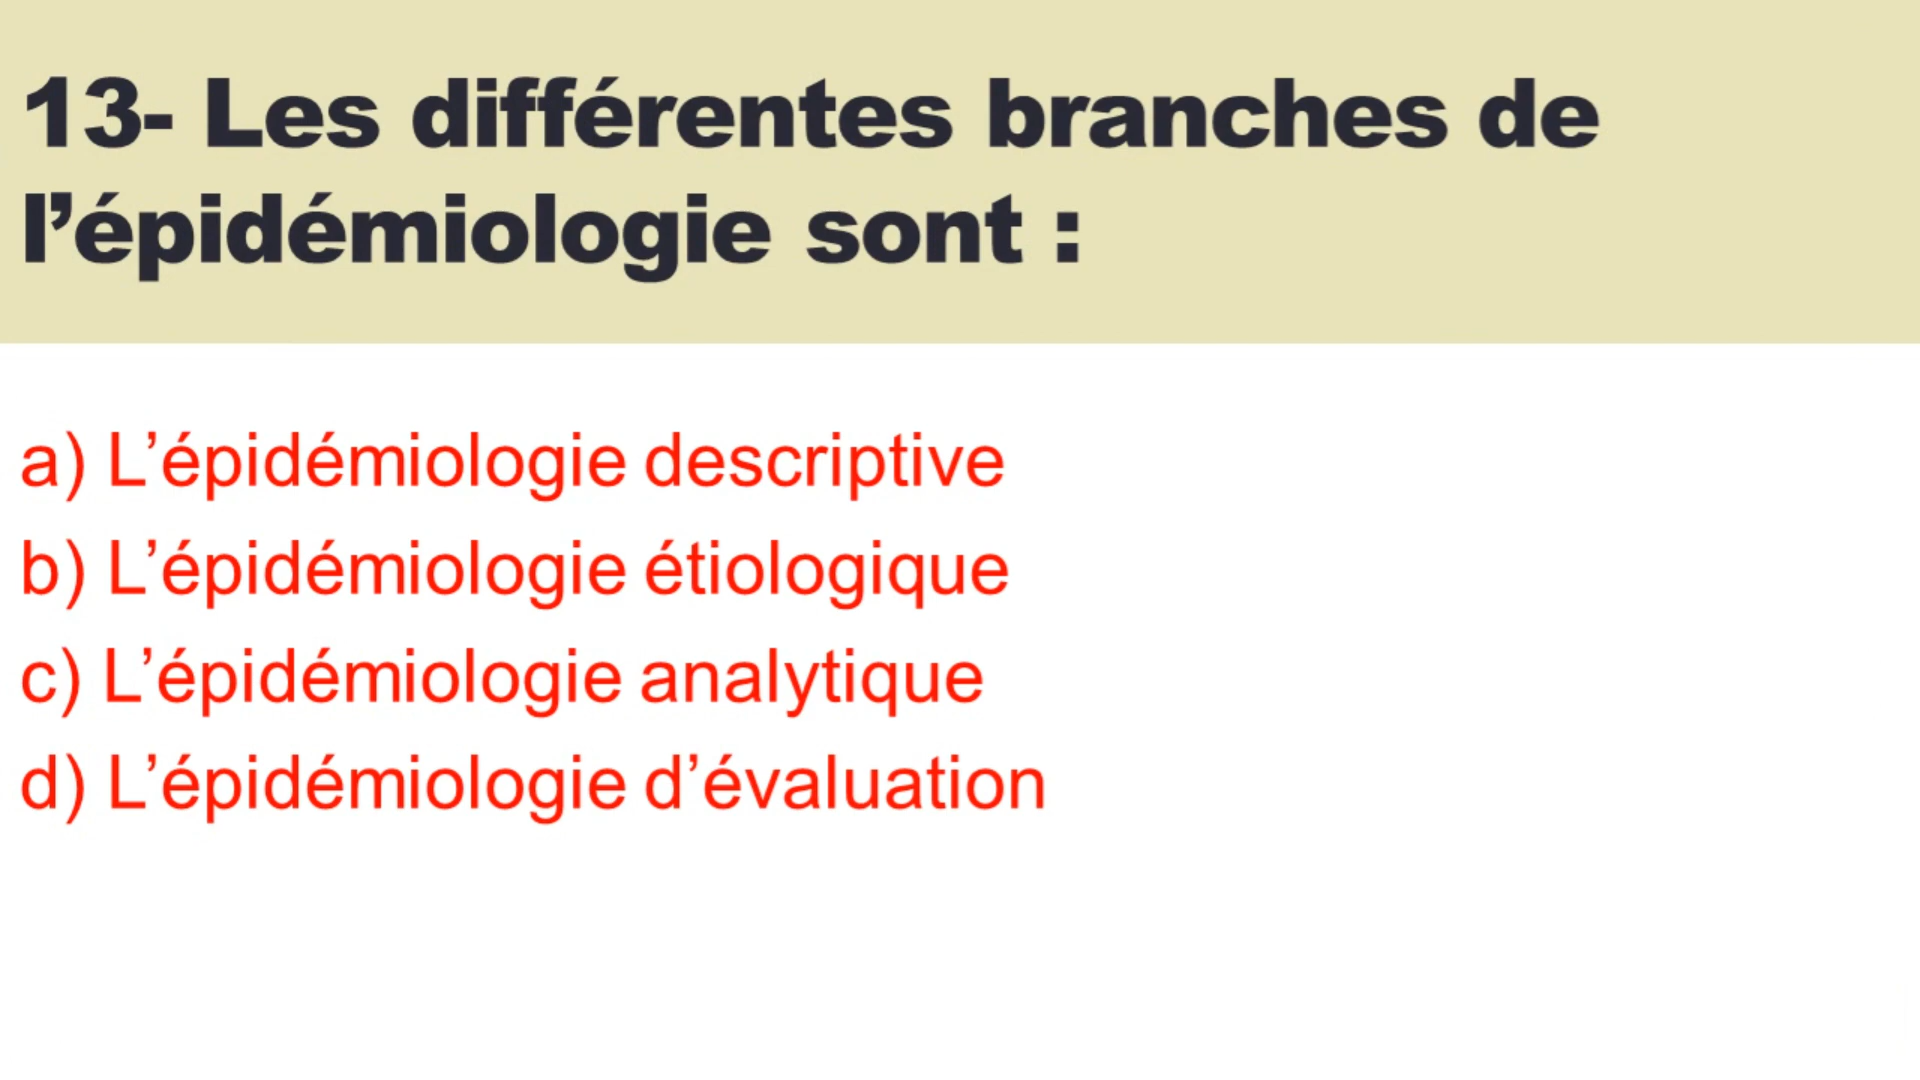 13- Les différentes branches de
l’épidémiologie sont :
a) L’épidémiologie descriptive
b) L’épidémiologie étiologique
c) L’épidémiologie analytique
d) L’épidémiologie d’évaluation